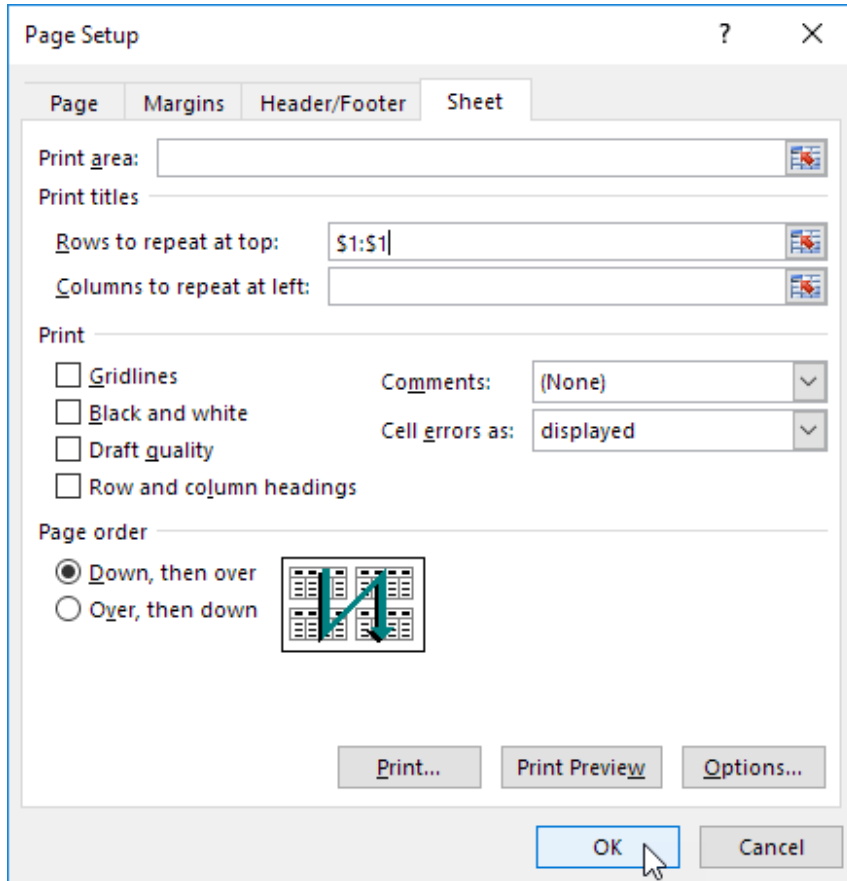 Page Setup ?
Page Margins Header/Footer Sheet
Print area:
Print titles
Rows to repeat at top: $1:$1
Columns to repeat at left:
Print
Gridlines Comments: (None)
Black and white
Cell errors as: displayed
Draft quality
Row and column headings
Page order
Down, then over
Over, then down
Print... Print Preview Options...
OK Cancel